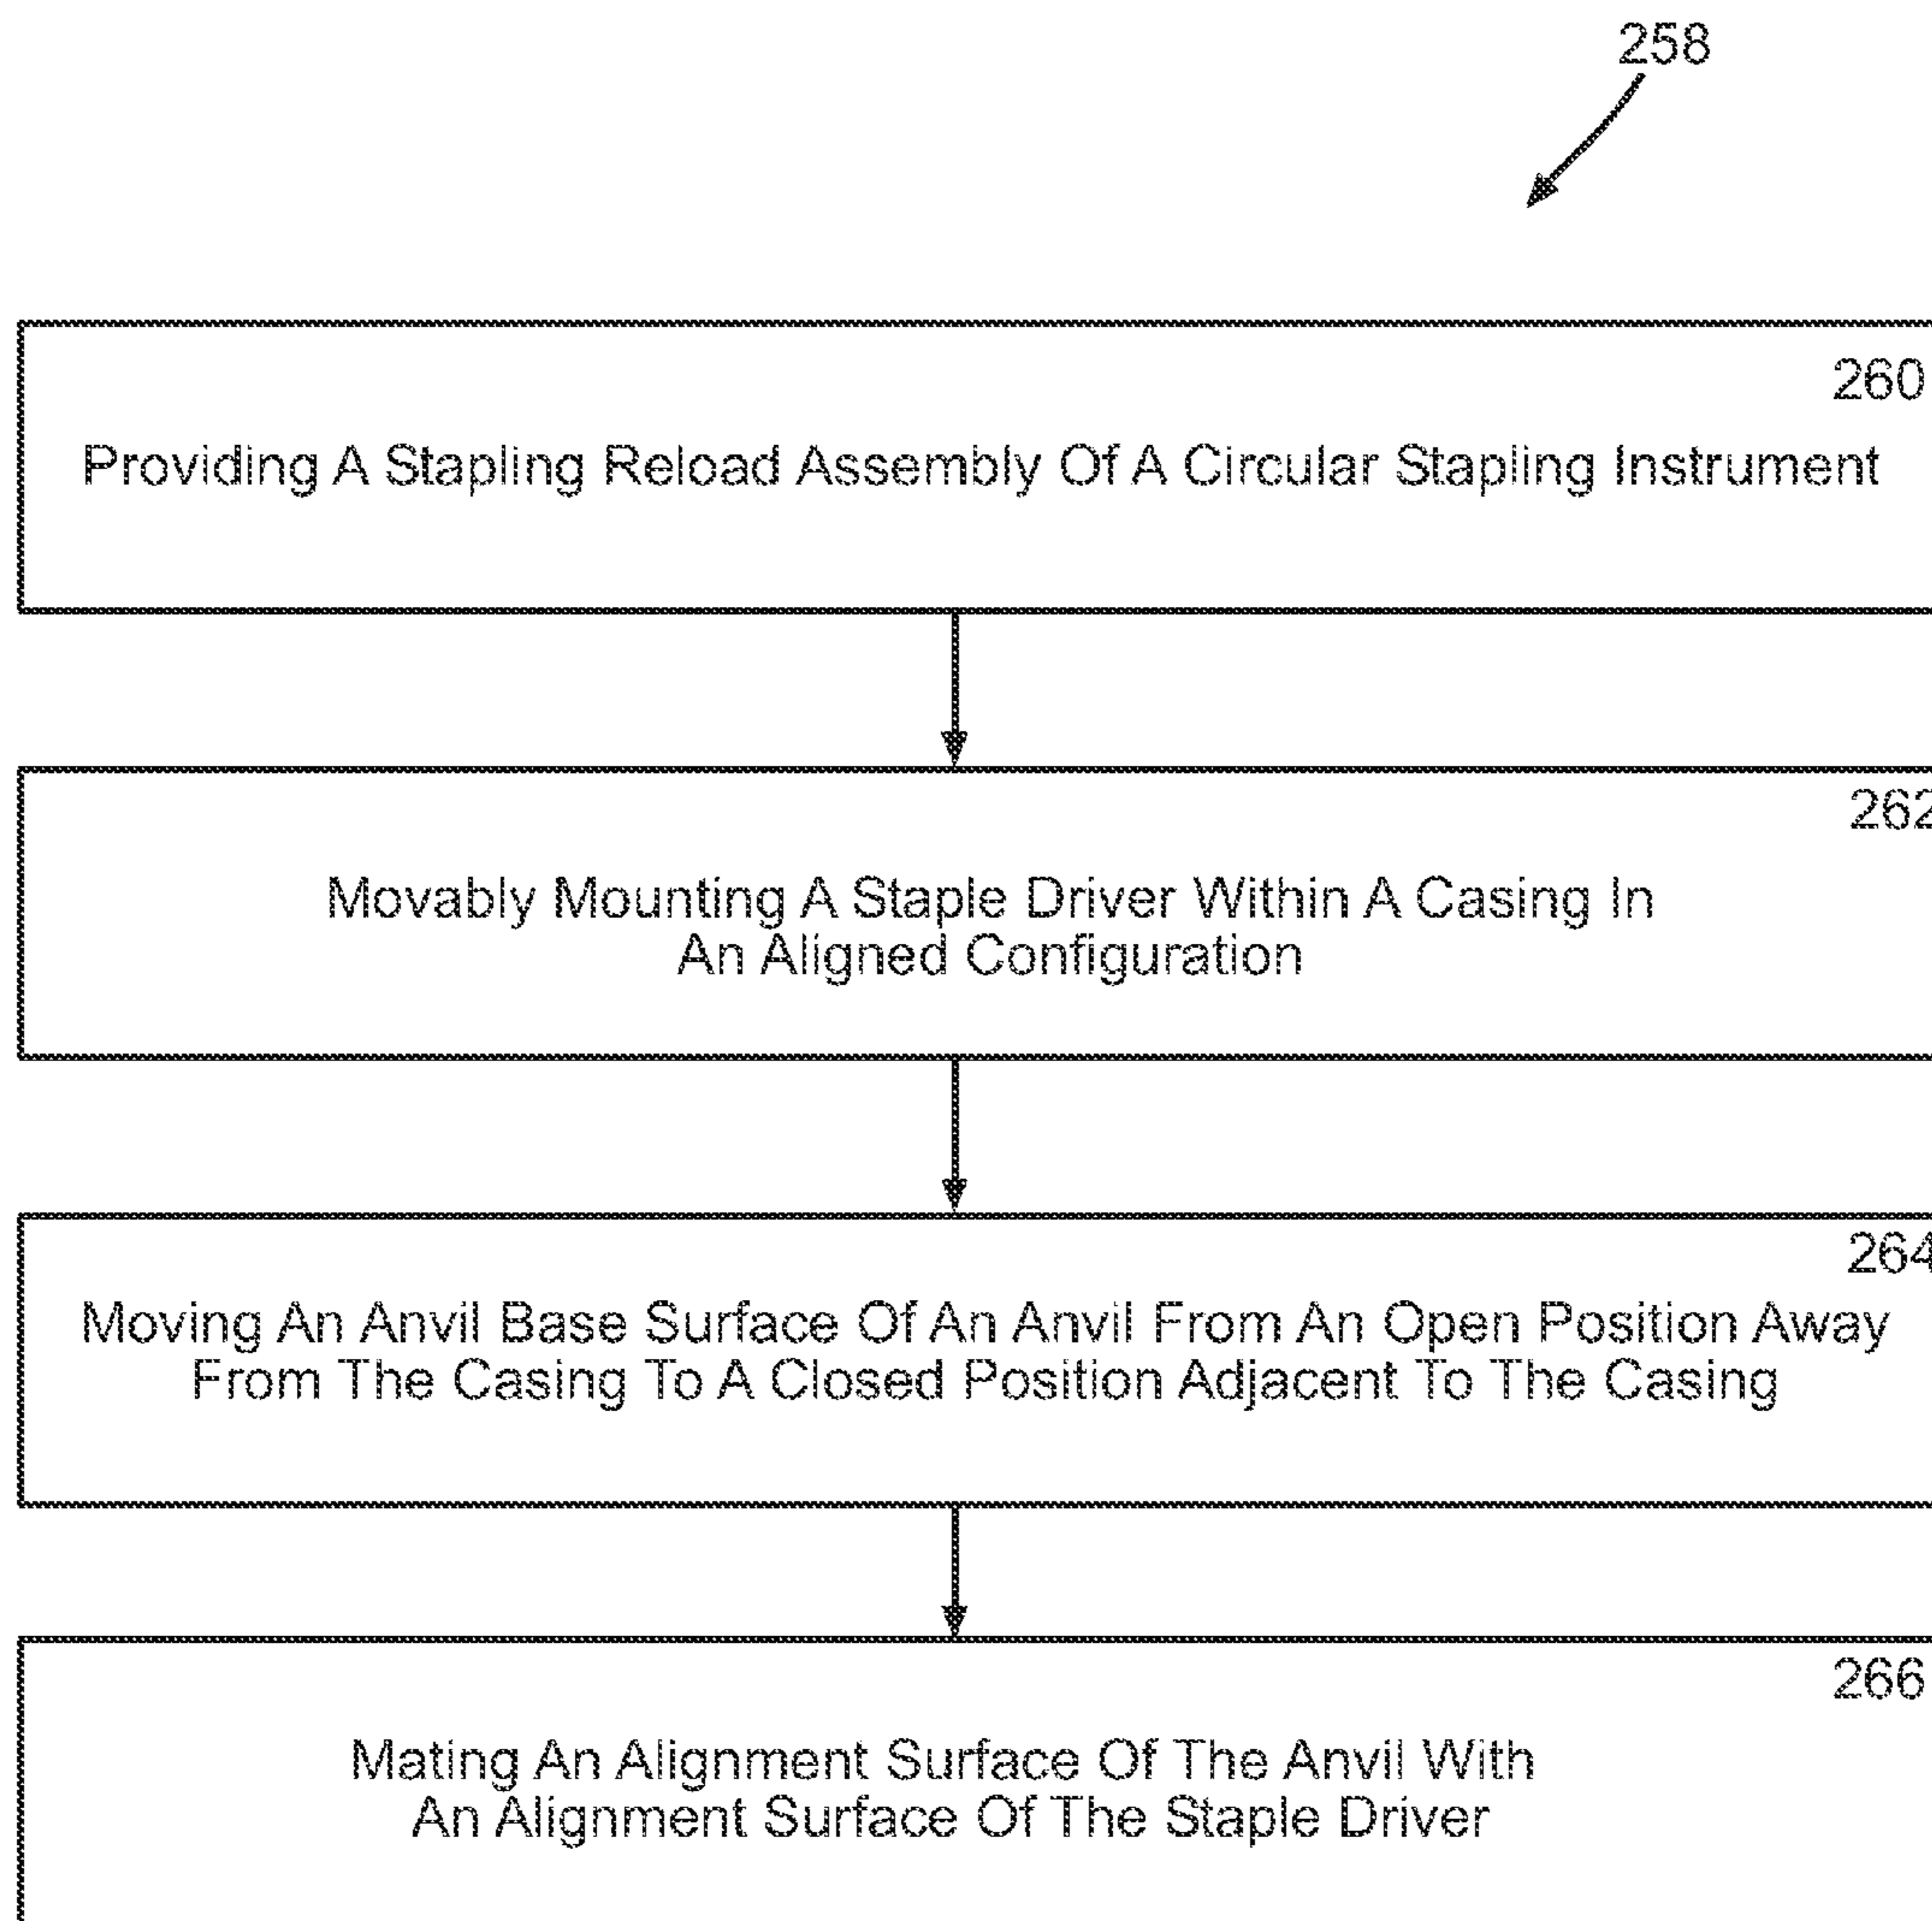 258
260
Providing A Stapling Reload Assembly Of A Circular Stapling Instrument
262
Movably Mounting A Staple Driver Within A Casing In
An Aligned Configuration
264
Moving An Anvil Base Surface Of An Anvil From An Open Position Away
From The Casing To A Closed Position Adjacent To The Casing
266
Mating An Alignment Surface Of The Anvil With
An Alignment Surface Of The Staple Driver